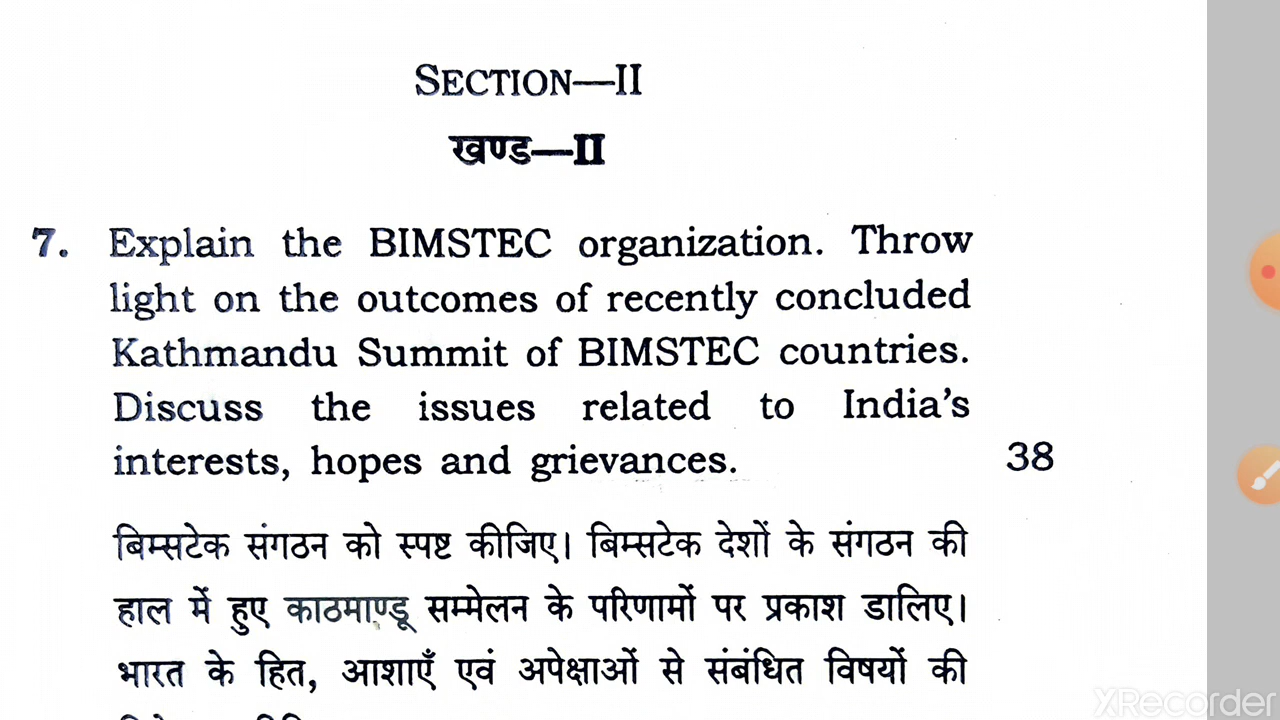 SECTION—II
खण्ड—II
7. Explain the BIMSTEC organization. Throw
light on the outcomes of recently concluded
Kathmandu Summit of BIMSTEC countries.
Discuss the issues related to India's
interests, hopes and grievances. 38
बिम्सटेक संगठन को स्पष्ट कीजिए। बिम्सटेक देशों के संगठन की
हाल में हुए काठमाण्डू सम्मेलन के परिणामों पर प्रकाश डालिए।
भारत के हित, आशाएँ एवं अपेक्षाओं से संबंधित विषयों की
XRecorder